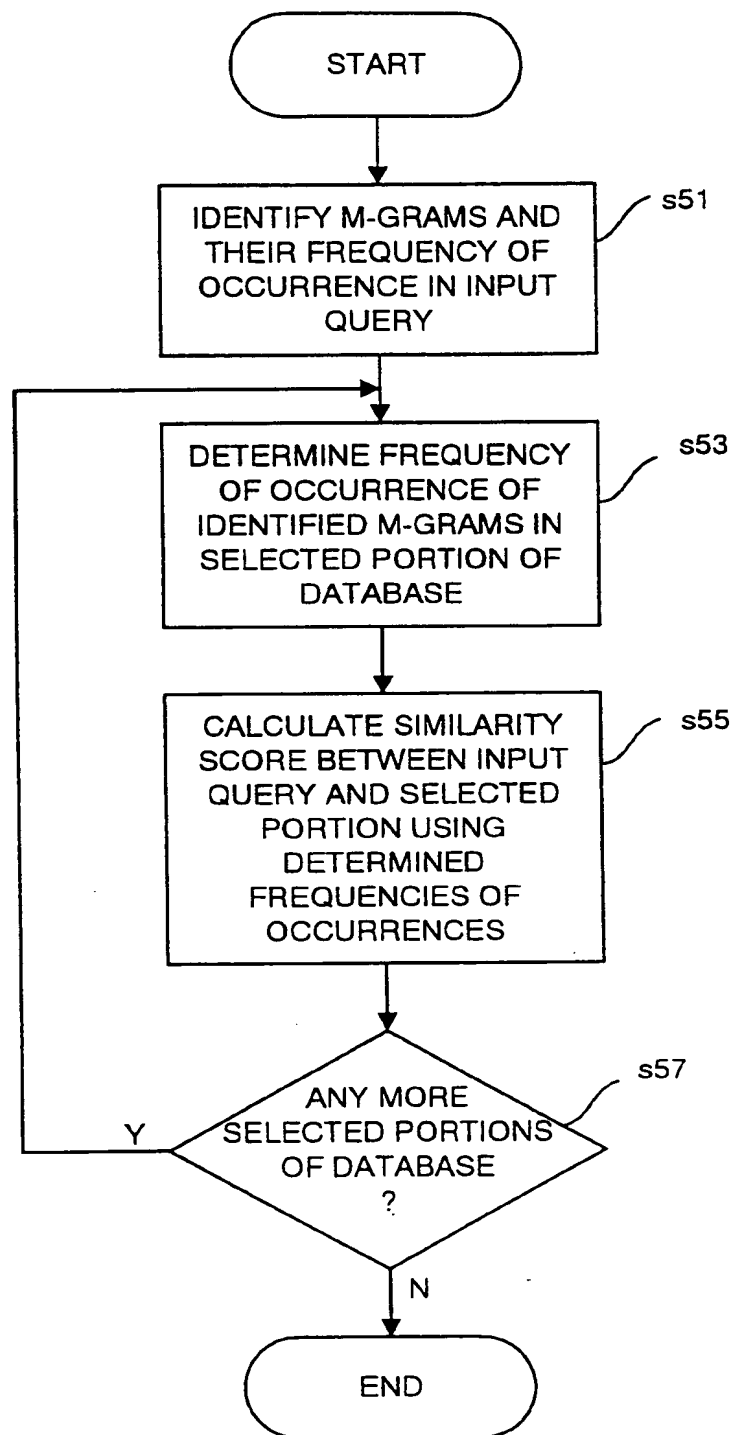 START
s51
IDENTIFY M-GRAMS AND
THEIR FREQUENCY OF
OCCURRENCE IN INPUT
QUERY
s53
DETERMINE FREQUENCY
OF OCCURRENCE OF
IDENTIFIED M-GRAMS IN
SELECTED PORTION OF
DATABASE
s55
CALCULATE SIMILARITY
SCORE BETWEEN INPUT
QUERY AND SELECTED
PORTION USING
DETERMINED
FREQUENCIES OF
OCCURRENCES
s57
ANY MORE
SELECTED PORTIONS
OF DATABASE
?
Y
N
END